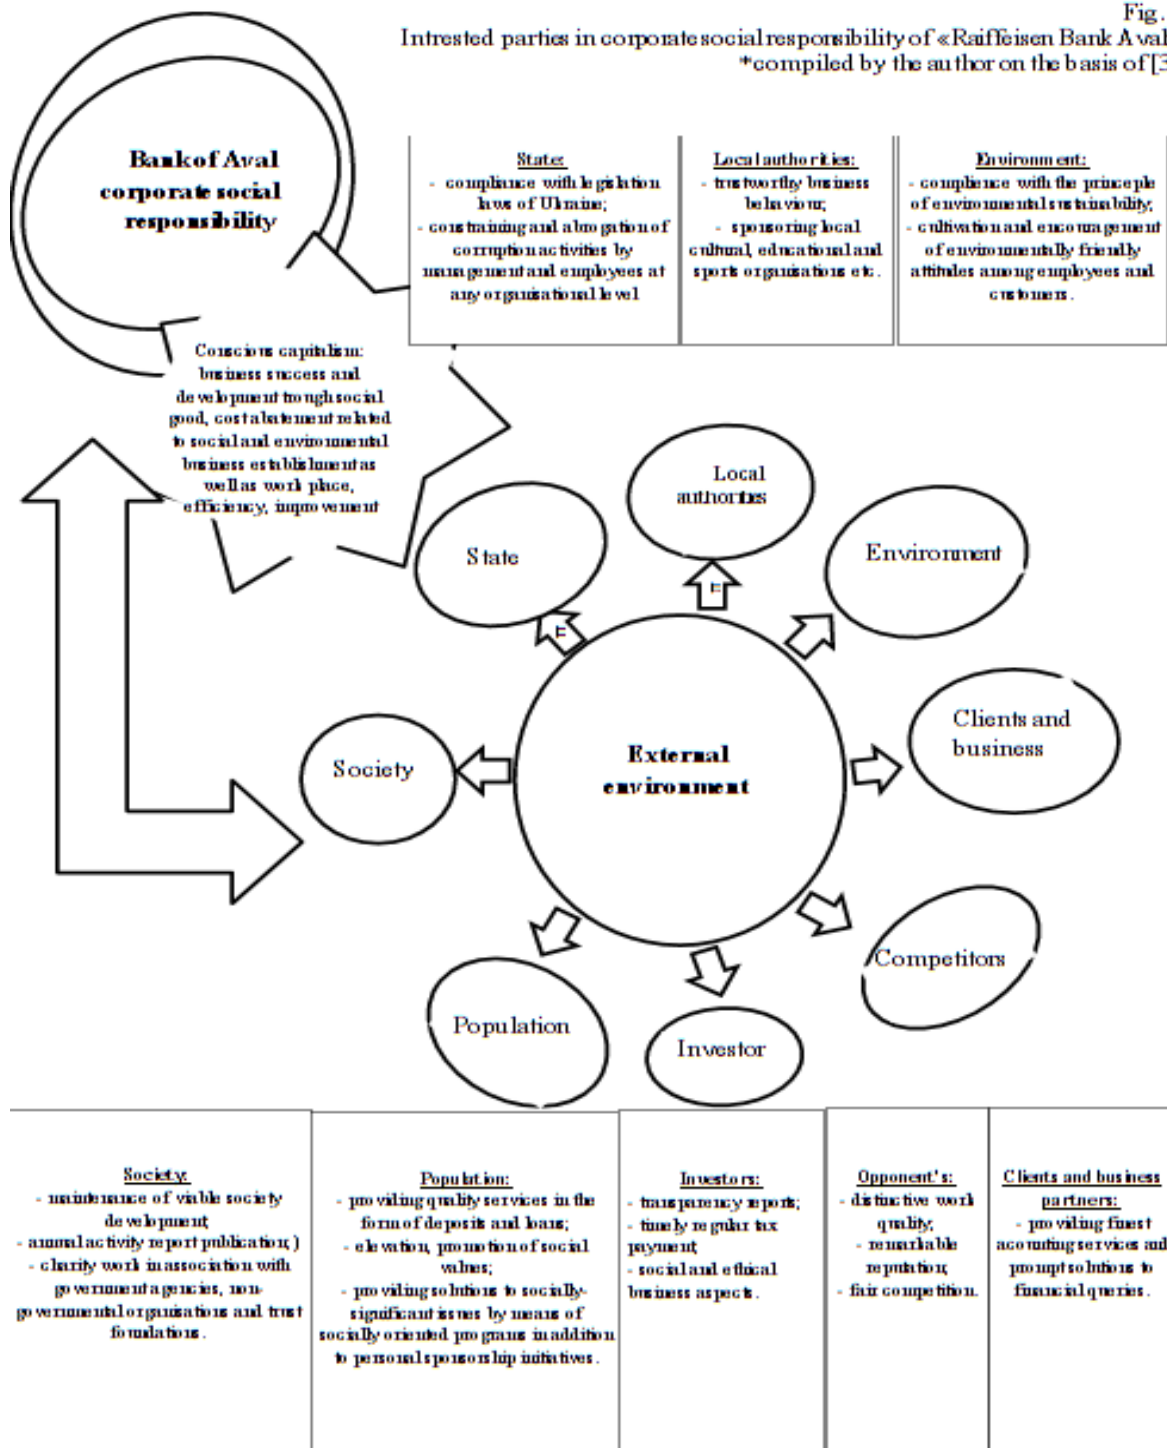 Fig.
Intrested parties in corporate social responsibility of «Raiffeisen Bank Aval
*compiled by the author on the basis of [3
Bank of Aval
corporate social
responsibility
State:
- compliance with legislation
laws of Ukraine;
- constraining and abrogation of
corruption activities by
management and employees at
any organisational level
Local authorities:
- trustworthy business
behaviour;
- sponsoring local
cultural, educational and
sports organisations etc.
Environment:
- complience with the princeple
of environmental sustainability;
- cultivation and encouragement
of environmentally friendly
attitudes among employees and
customers.
Conscious capitalism:
business success and
development trough social
good, cost abatement related
to social and environmental
business establishment as
well as work place,
efficiency, improvement
Local
authorities
State
Environment
Clients and
business
External
environment
Society
Competitors
Population
Investor
Society:
- maintenance of viable society
development;
- annual activity report publication; )
- clarity work in association with
government agencies, non-
governmental organisations and trust
foundations.
Population:
- providing quality services in the
form of deposits and loans;
- elevation, promotion of social
values;
- providing solutions to socially-
significant issues by means of
socially oriented programs in addition
to personal sponsorship initiatives.
Investors:
- transparency reports;
- timely regular tax
payment;
- social and ethical
business aspects.
Opponent's:
- distinctive work
quality;
- remarkable
reputation;
- fair competition.
Clients and business
partners:
- providing finest
acounting services and
prompt solutions to
financial queries.